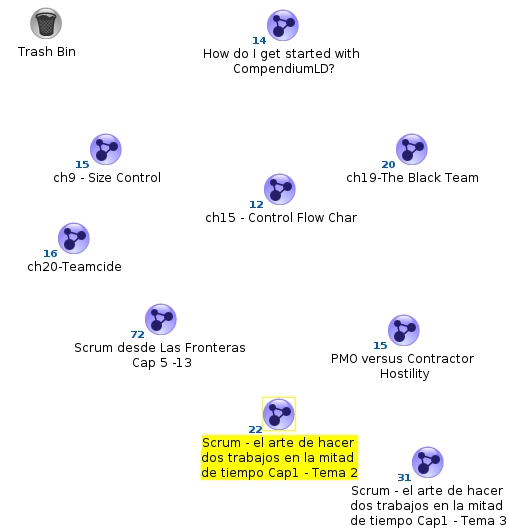 Trash Bin
14
How do I get started with
CompendiumLD?
15
ch9 - Size Control
20
ch19-The Black Team
12
ch15 - Control Flow Char
16
ch20-Teamcide
72
Scrum desde Las Fronteras
Cap 5 -13
15
PMO versus Contractor
Hostility
22
Scrum - el arte de hacer
dos trabajos en la mitad
de tiempo Cap1 - Tema 2
31
Scrum - el arte de hacer
dos trabajos en la mitad
de tiempo Cap1 - Tema 3